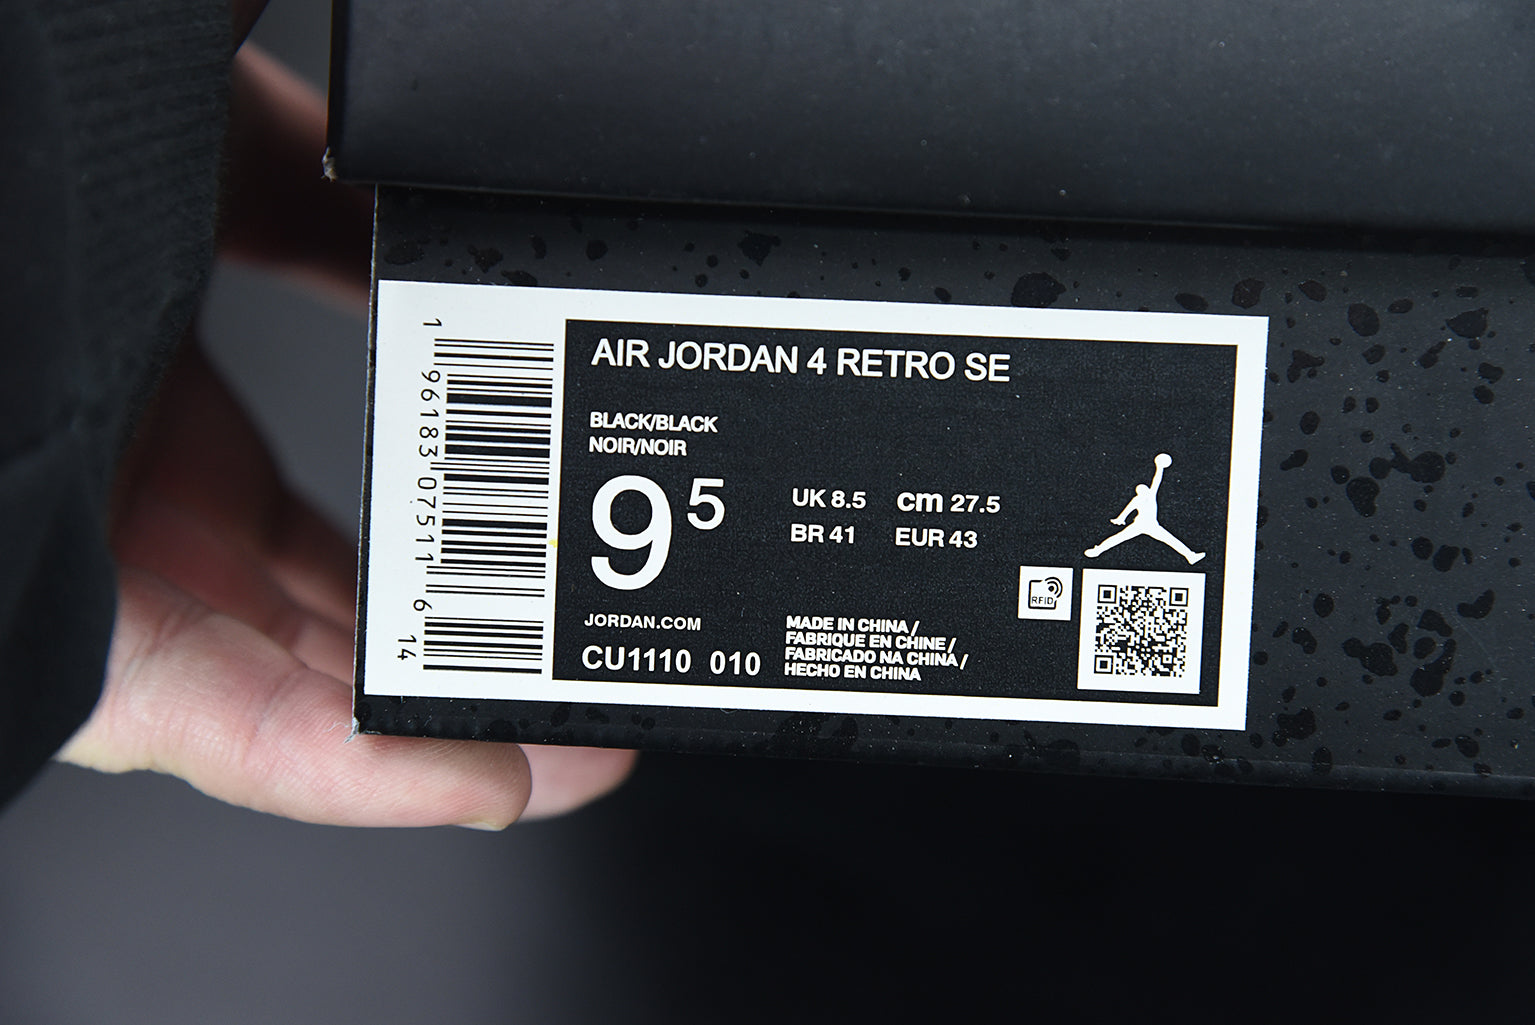 1 96183 07511 6
14
AIR JORDAN 4 RETRO SE
BLACK/BLACK
NOIR/NOIR
9 5
UK 8.5 cm 27.5
BR 41 EUR 43
RFID
JORDAN.COM
CU1110 010
MADE IN CHINA /
FABRIQUE EN CHINE /
FABRICADO NA CHINA /
HECHO EN CHINA